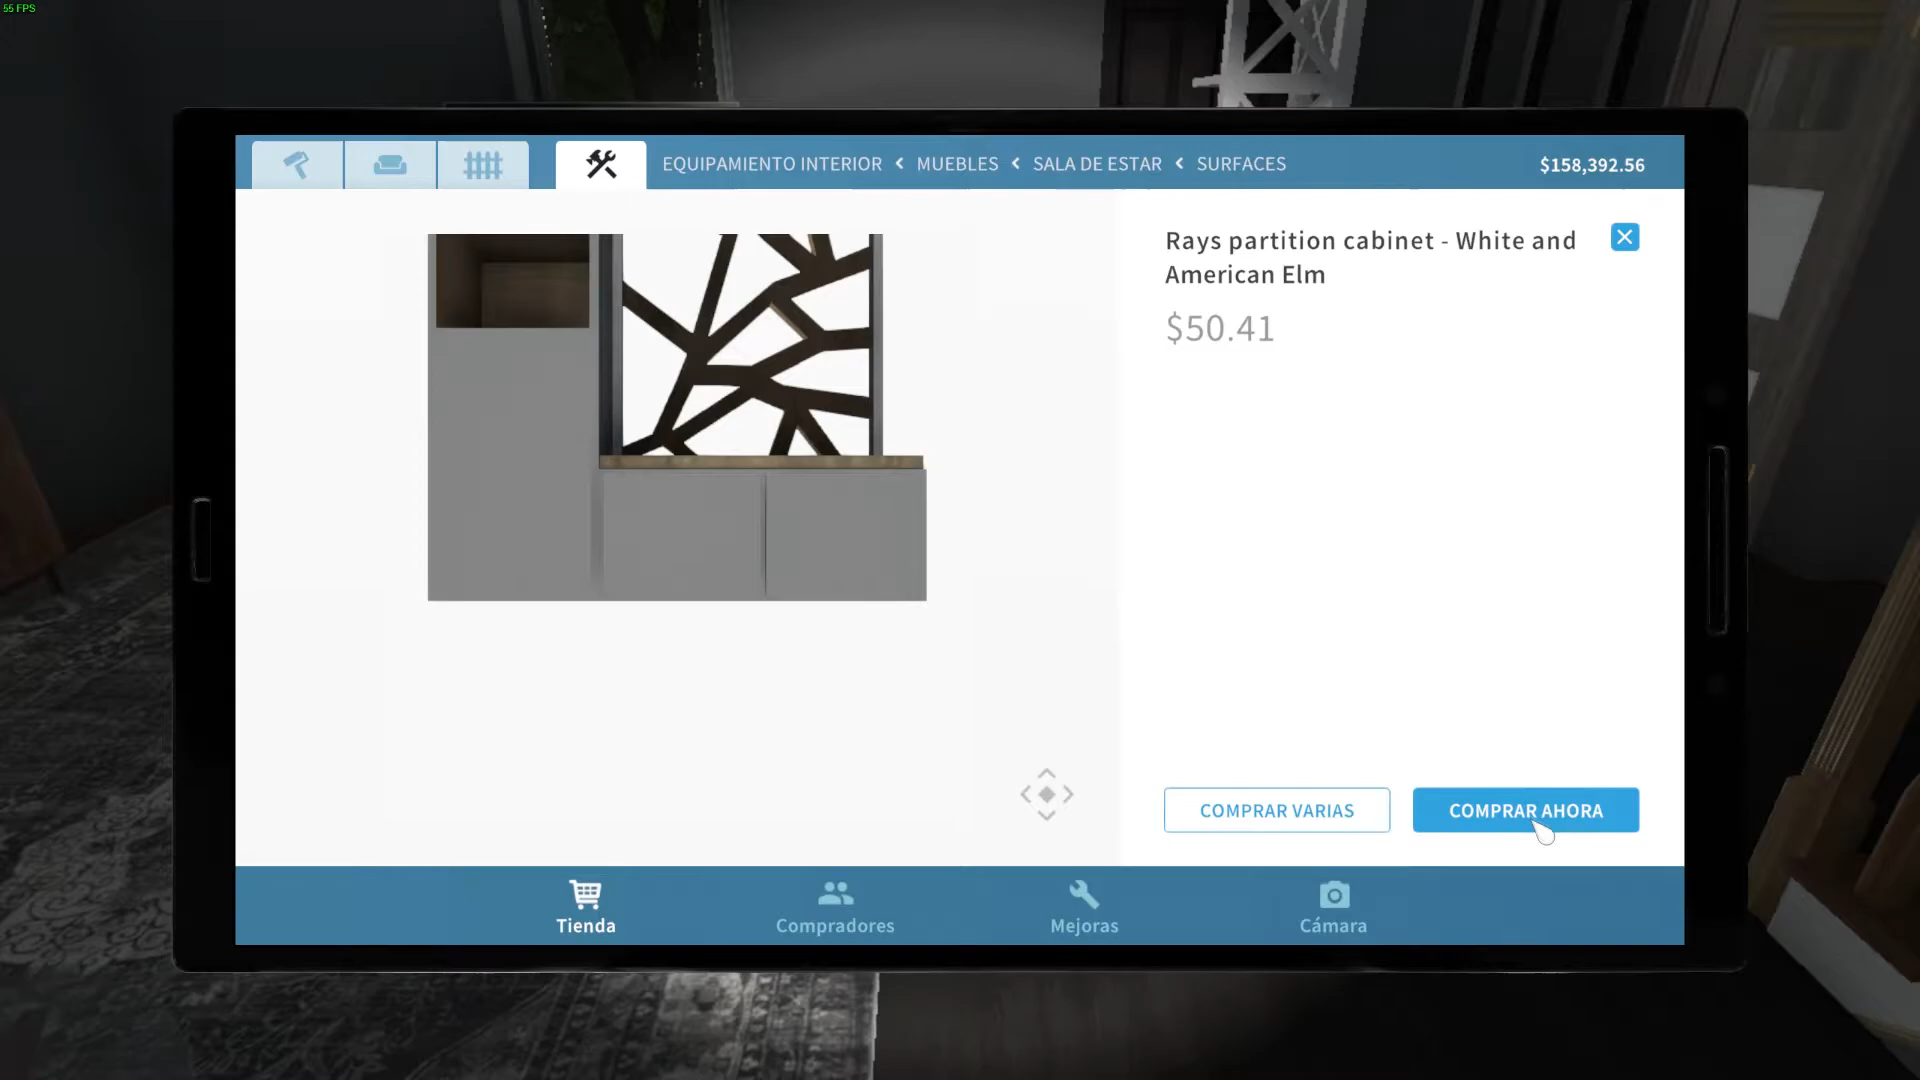 55 FPS
EQUIPAMIENTO INTERIOR < MUEBLES < SALA DE ESTAR < SURFACES
$158,392.56
Rays partition cabinet - White and
American Elm
$50.41
COMPRAR VARIAS
COMPRAR AHORA
Tienda
Compradores
Mejoras
Cámara